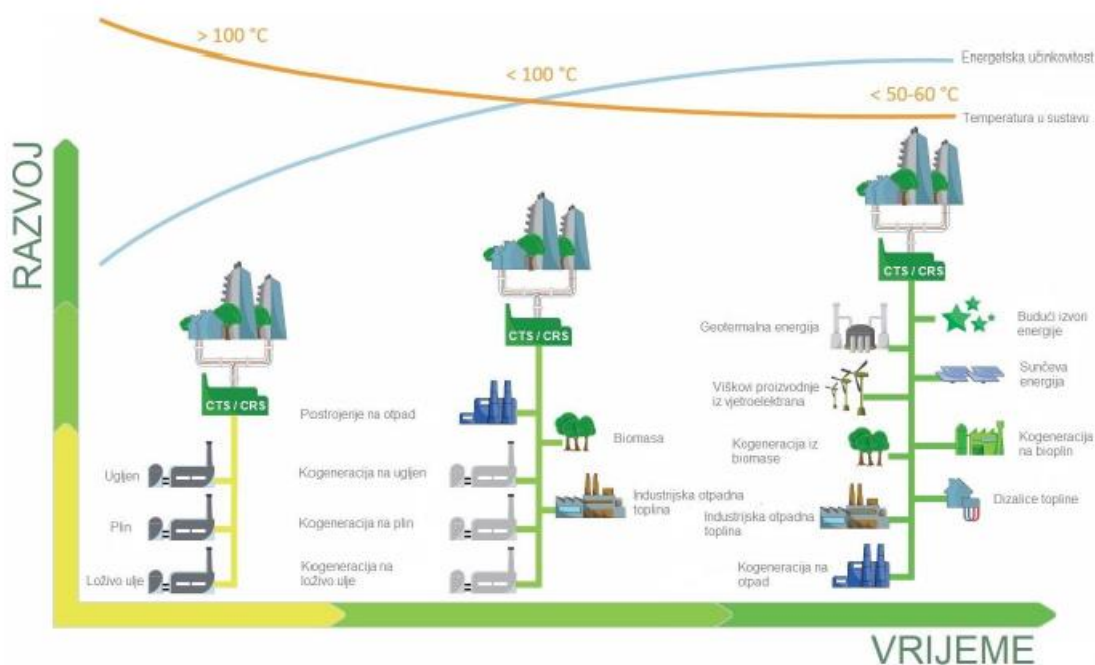 > 100 °C
< 100 °C
< 50-60 °C
Energetska učinkovitost
Temperatura u sustavu
RAZVOJ
CTS / CRS
Ugljen
Plin
Loživo ulje
CTS / CRS
Postrojenje na otpad
Kogeneracija na ugljen
Kogeneracija na plin
Kogeneracija na
loživo ulje
Biomasa
Industrijska otpadna
toplina
CTS / CRS
Geotermalna energija
Viškovi proizvodnje
iz vjetroelektrana
Kogeneracija iz
biomase
Industrijska otpadna
toplina
Kogeneracija na
otpad
Budući izvori
energije
Sunčeva
energija
Kogeneracija
na bioplin
Dizalice topline
VRIJEME